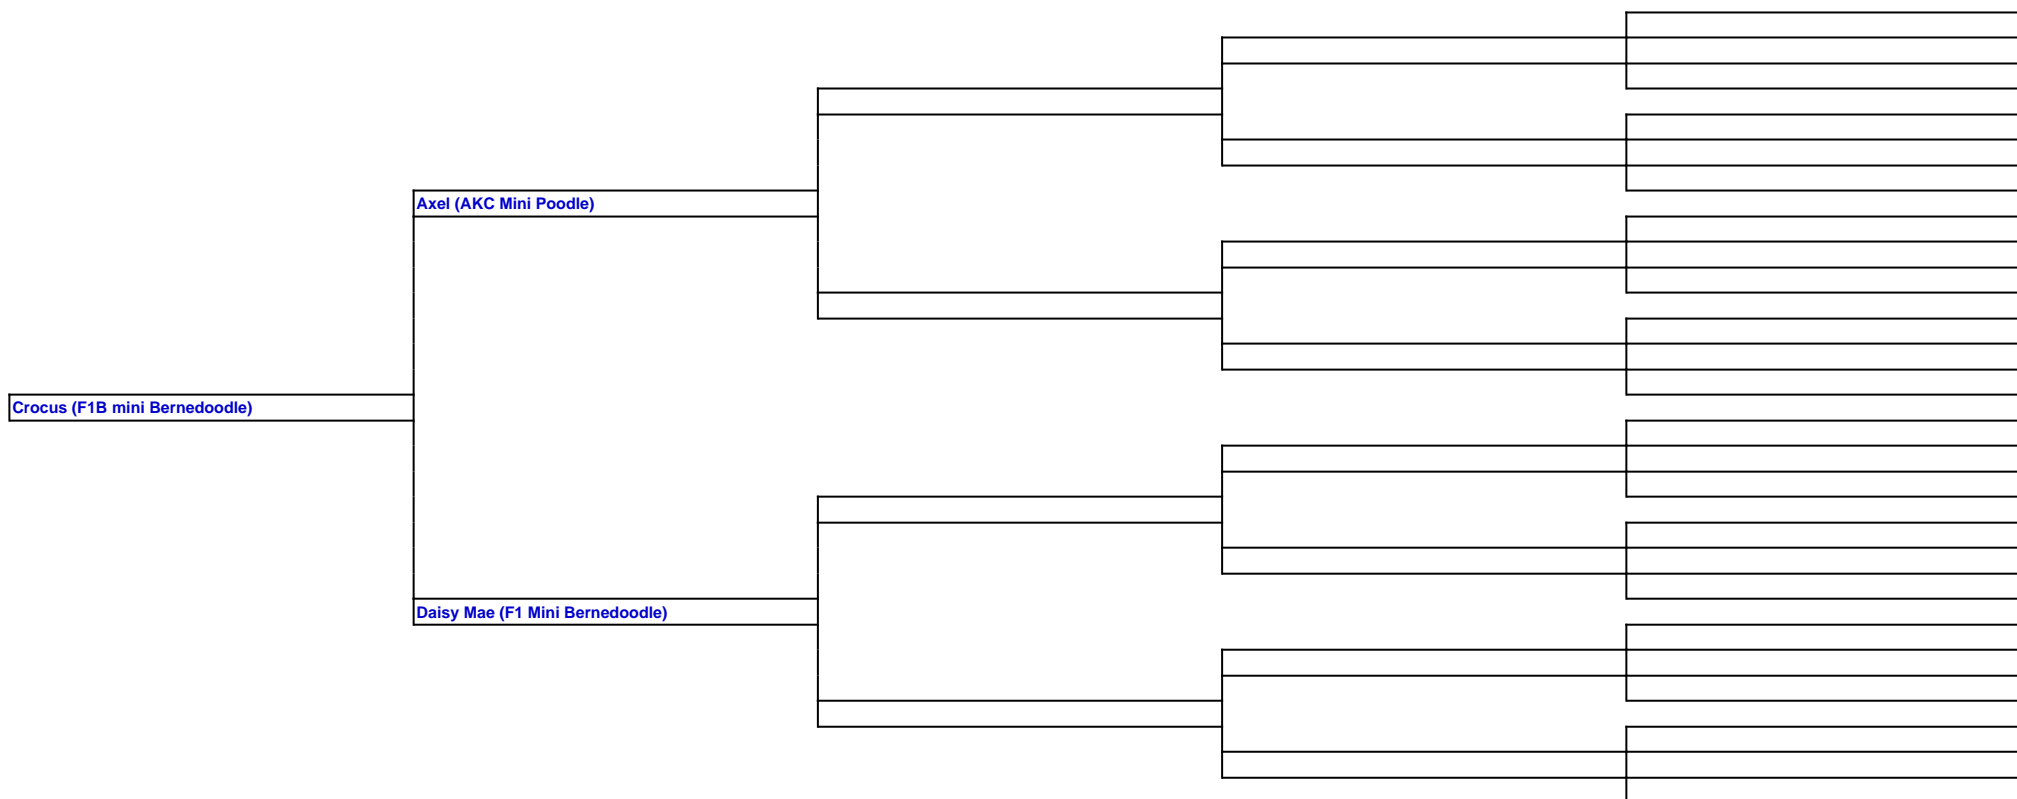 Axel (AKC Mini Poodle)
Crocus (F1B mini Bernedoodle)
Daisy Mae (F1 Mini Bernedoodle)